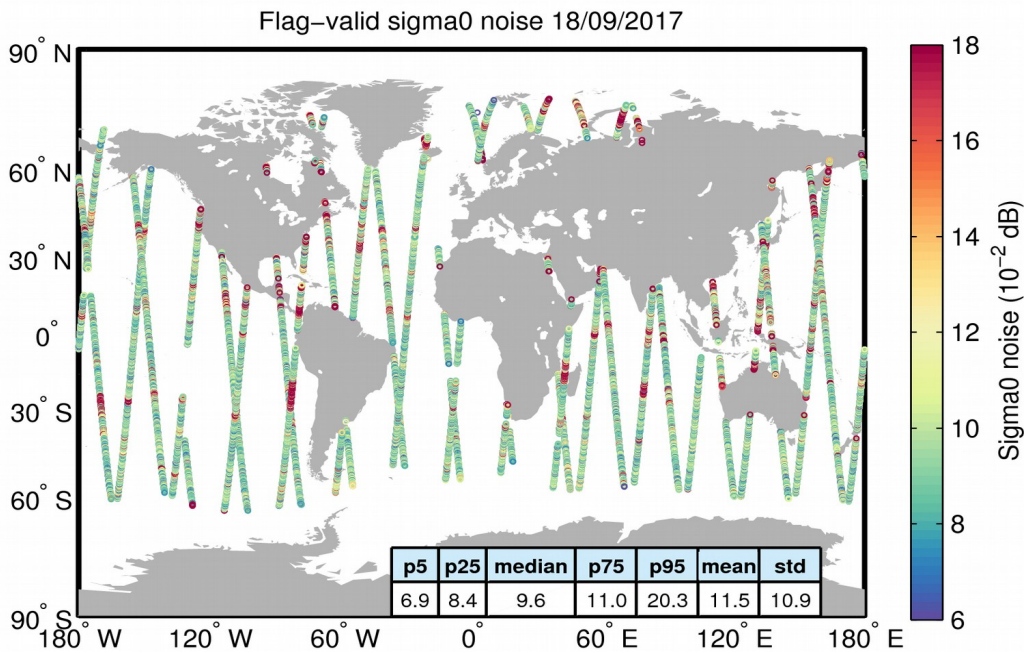 Flag−valid sigma0 noise 18/09/2017
90° N
60° N
30° N
0°
30° S
60° S
90° S
180° W
120° W
60° W
0°
60° E
120° E
180° E
p5 p25 median p75 p95 mean std
6.9 8.4 9.6 11.0 20.3 11.5 10.9
18
16
14
12
10
8
6
Sigma0 noise (10⁻² dB)